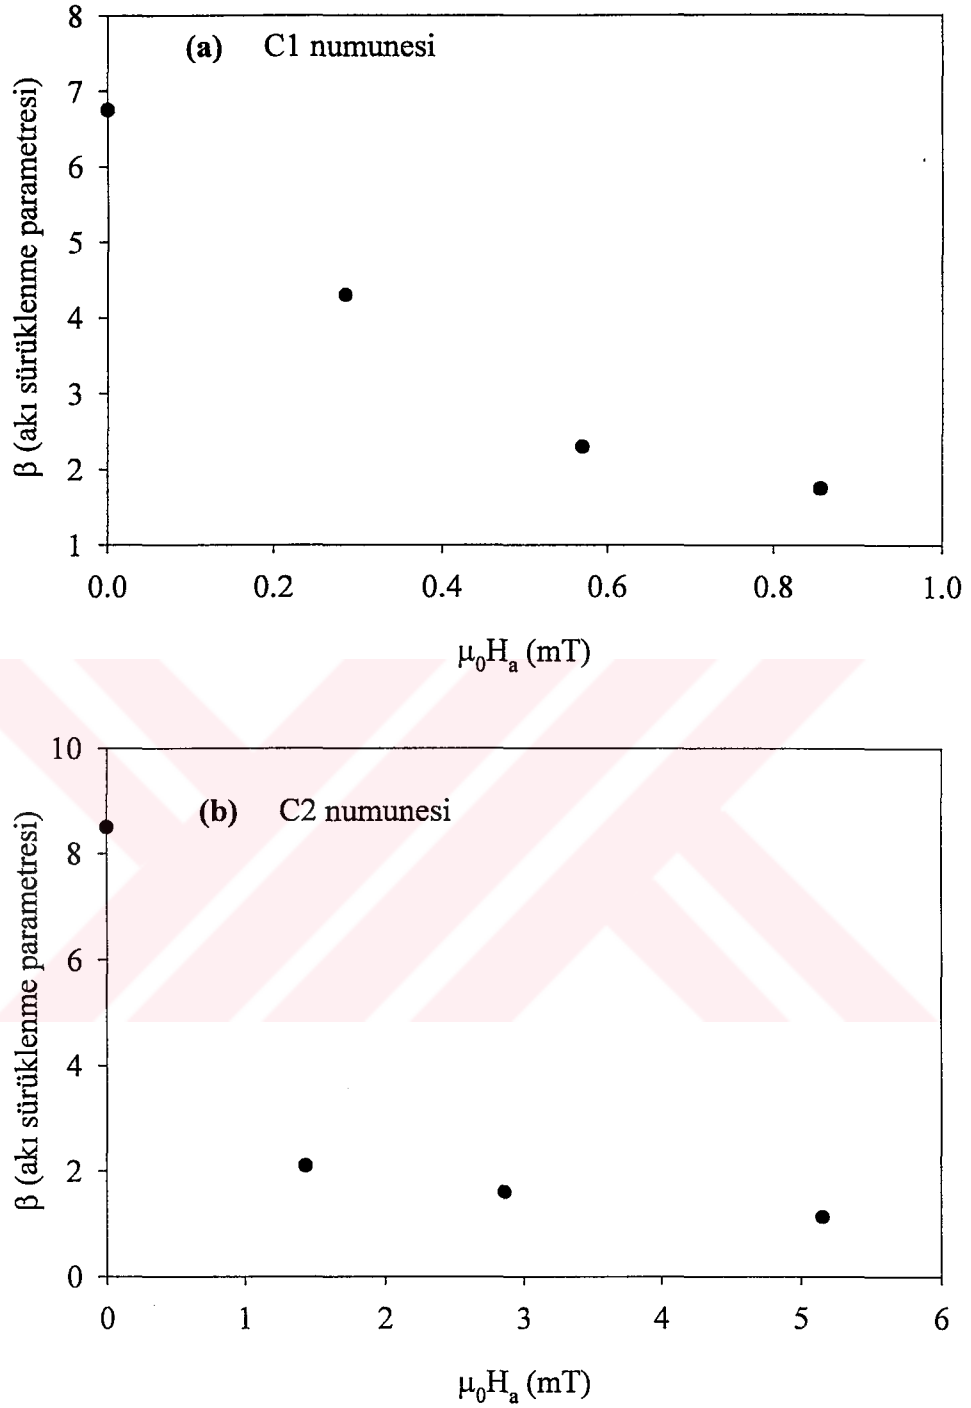 8
(a) C1 numunesi
7
6
5
4
3
2
1
β (akı sürüklenme parametresi)
0.0 0.2 0.4 0.6 0.8 1.0
μ₀Hₐ (mT)
10
(b) C2 numunesi
8
6
4
2
0
β (akı sürüklenme parametresi)
0 1 2 3 4 5 6
μ₀Hₐ (mT)